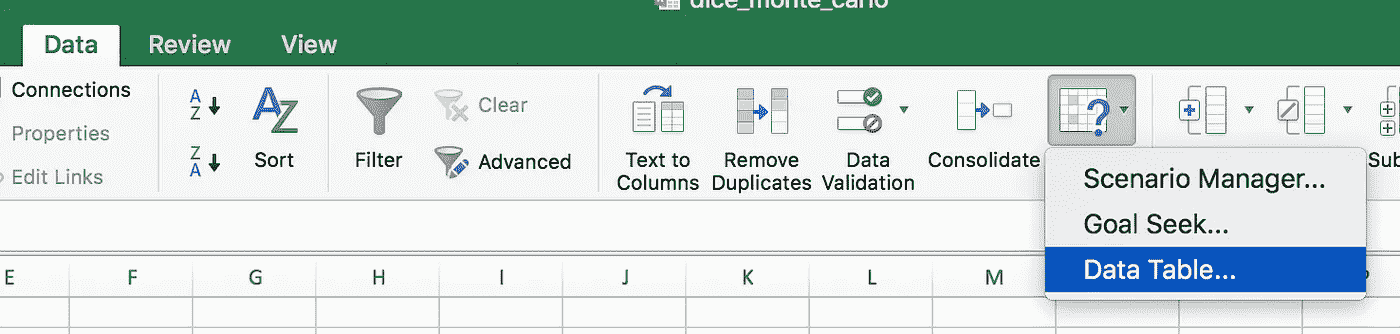 dice_monte_carlo
Data Review View
Connections
Properties
Edit Links
A
Z
Z
A
Sort
Filter
Clear
Advanced
Text to
Columns
Remove
Duplicates
Data
Validation
Consolidate
Scenario Manager...
Goal Seek...
Data Table...
E F G H I J K L M